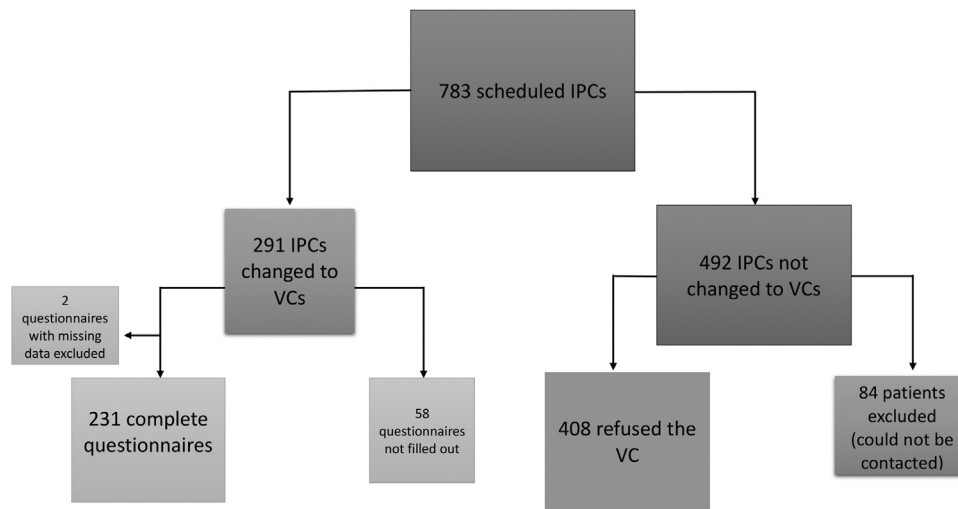 783 scheduled IPCs
291 IPCs
changed to
VCs
492 IPCs not
changed to VCs
2
questionnaires
with missing
data excluded
231 complete
questionnaires
58
questionnaires
not filled out
408 refused the
VC
84 patients
excluded
(could not be
contacted)